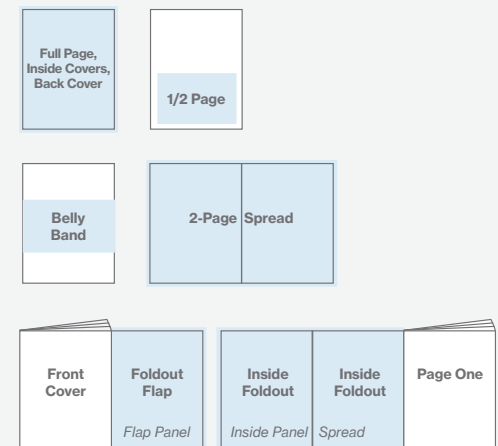 Full Page,
Inside Covers,
Back Cover
1/2 Page
Belly
Band
2-Page Spread
Front
Cover
Foldout
Flap
Flap Panel
Inside
Foldout
Inside Panel
Inside
Foldout
Spread
Page One